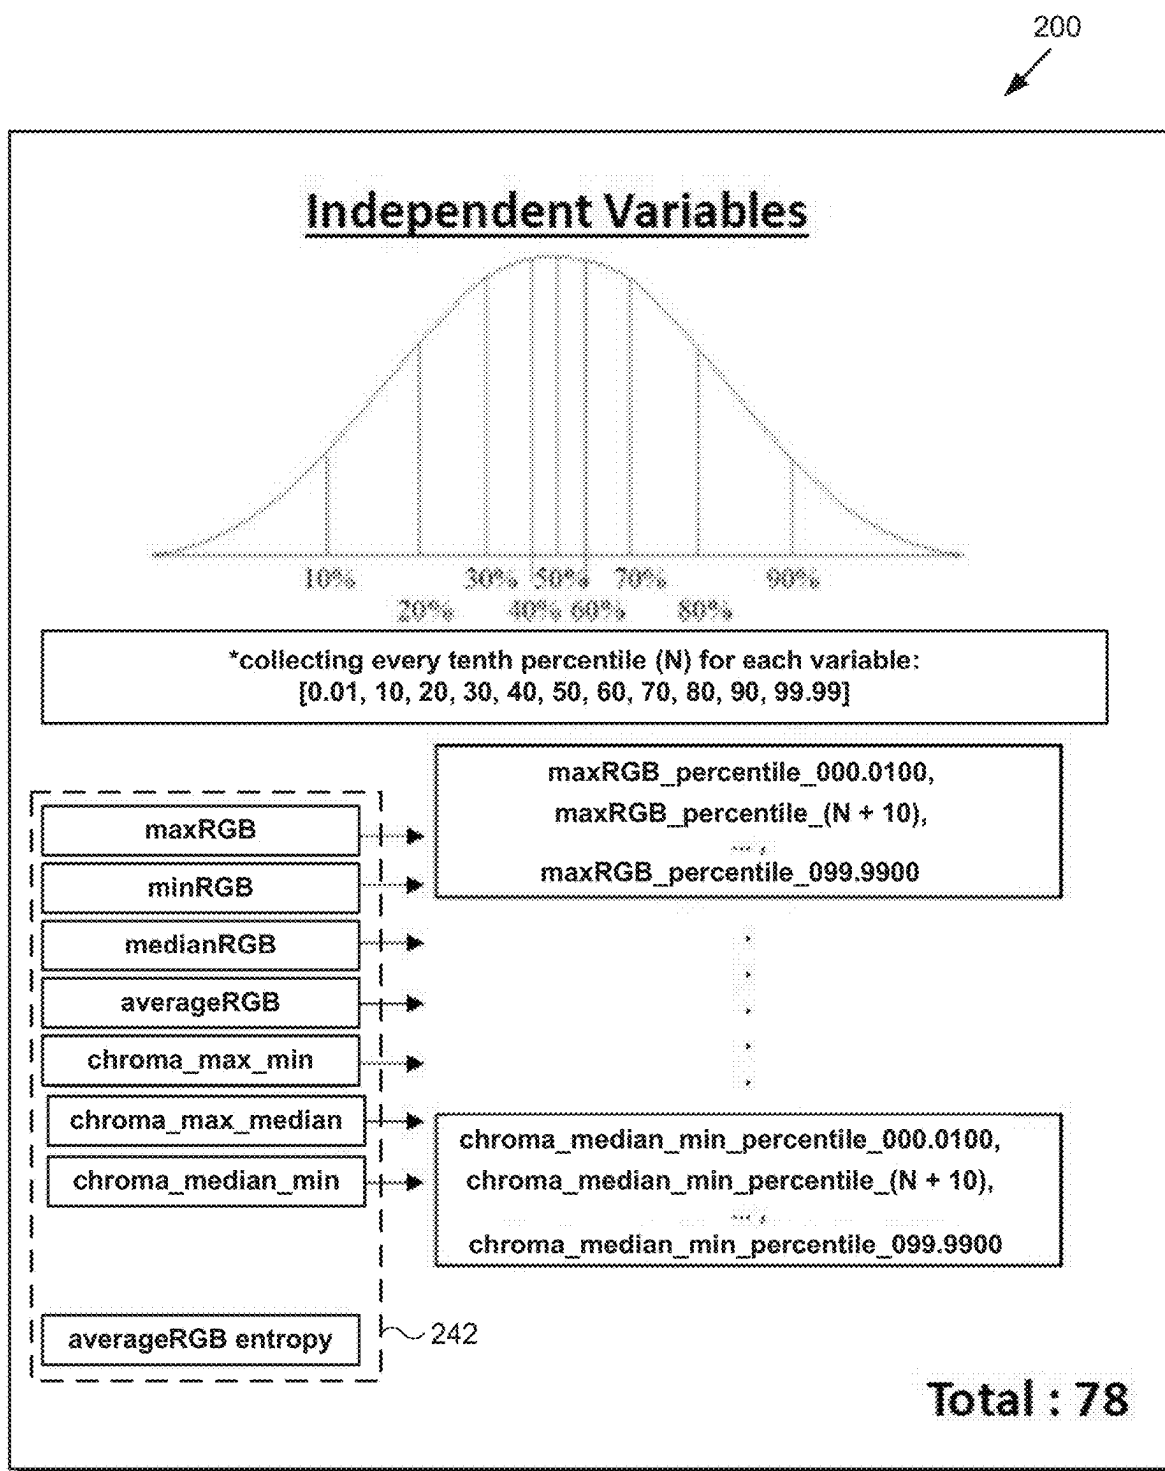 200
Independent Variables
10% 30% 50% 70% 90%
20% 40% 60% 80%
*collecting every tenth percentile (N) for each variable:
[0.01, 10, 20, 30, 40, 50, 60, 70, 80, 90, 99.99]
maxRGB
minRGB
medianRGB
averageRGB
chroma_max_min
chroma_max_median
chroma_median_min
averageRGB entropy
242
maxRGB_percentile_000.0100,
maxRGB_percentile_(N + 10),
... ,
maxRGB_percentile_099.9900
chroma_median_min_percentile_000.0100,
chroma_median_min_percentile_(N + 10),
... ,
chroma_median_min_percentile_099.9900
Total : 78